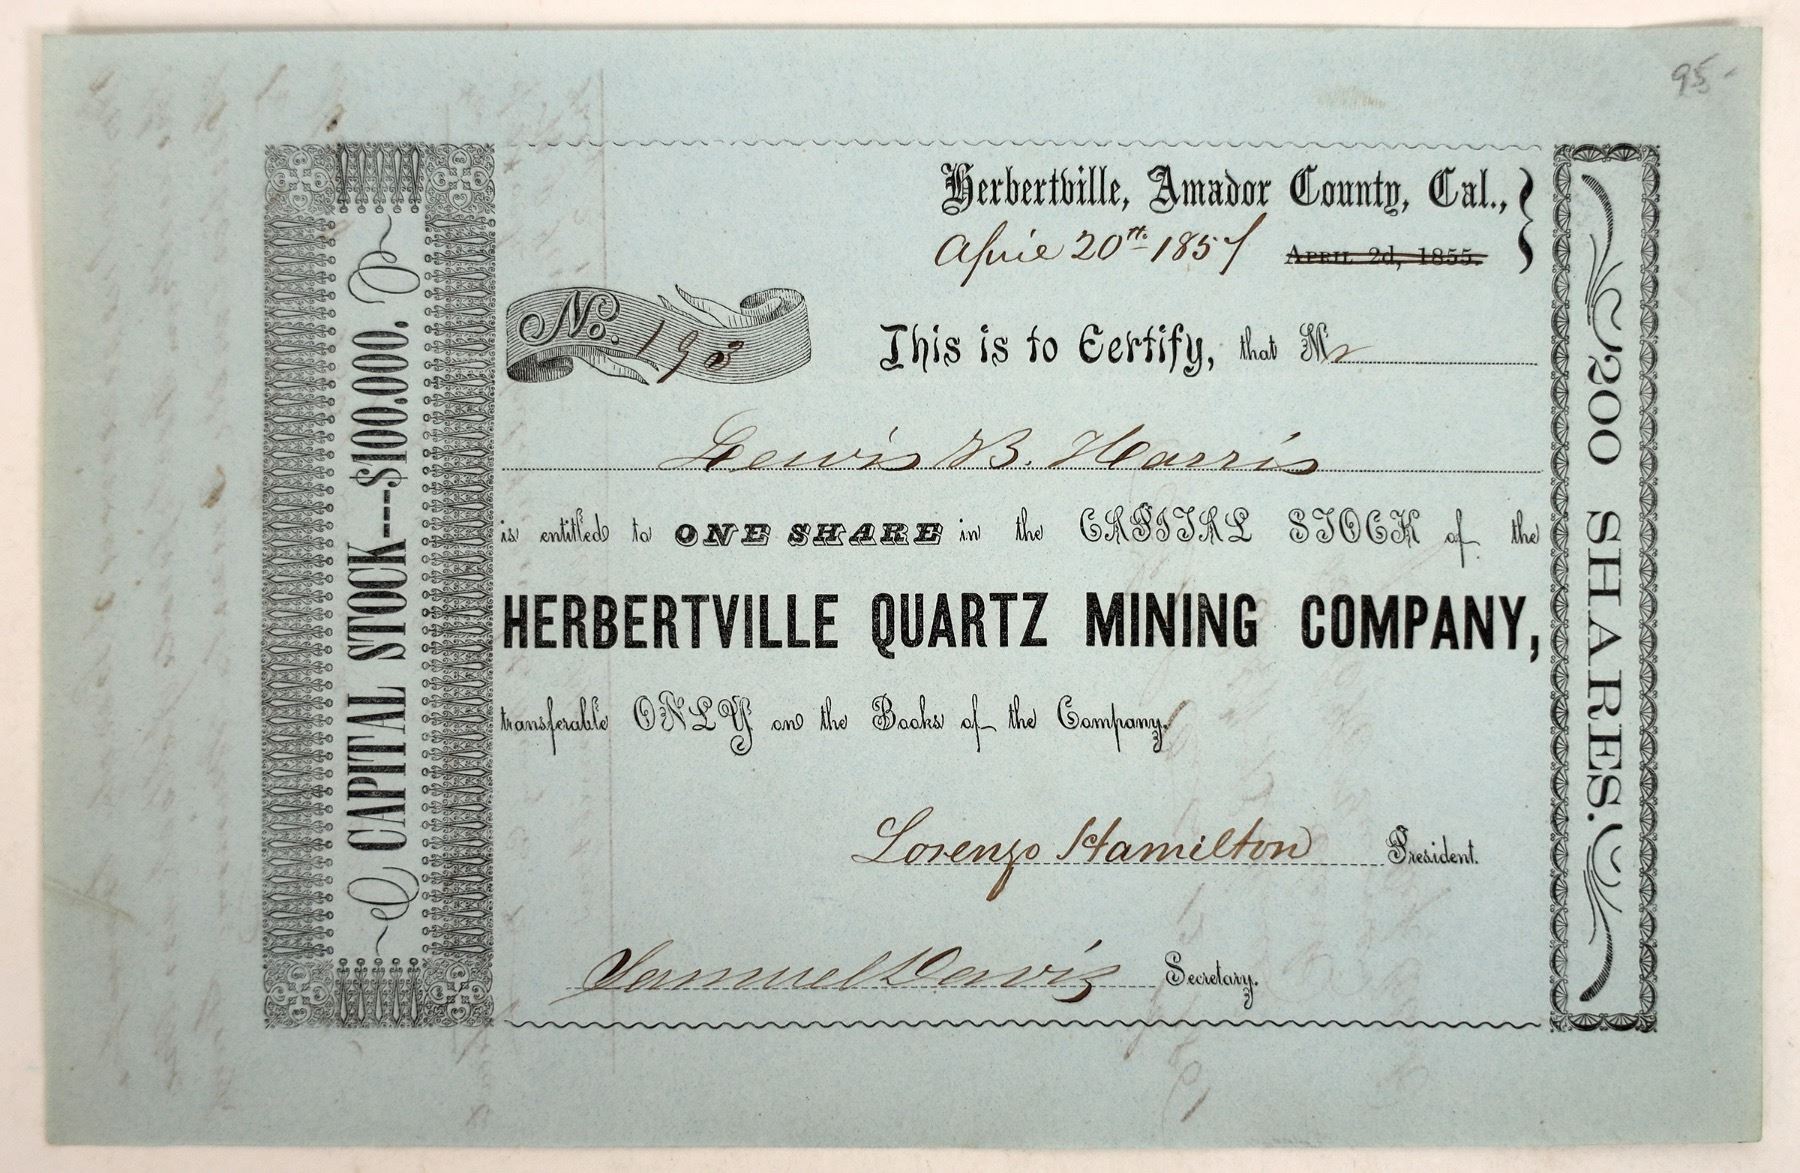 95-
Herbertville, Amador County, Cal.,
April 20th 1857 April 2d, 1855.
No. 193
This is to Certify, that Mr
Lewis B. Harris
is entitled to ONE SHARE in the CAPITAL STOCK of the
HERBERTVILLE QUARTZ MINING COMPANY,
transferable ONLY on the Books of the Company.
Lorenzo Hamilton President.
Samuel Davis Secretary.
CAPITAL STOCK---$100.000.
200 SHARES.